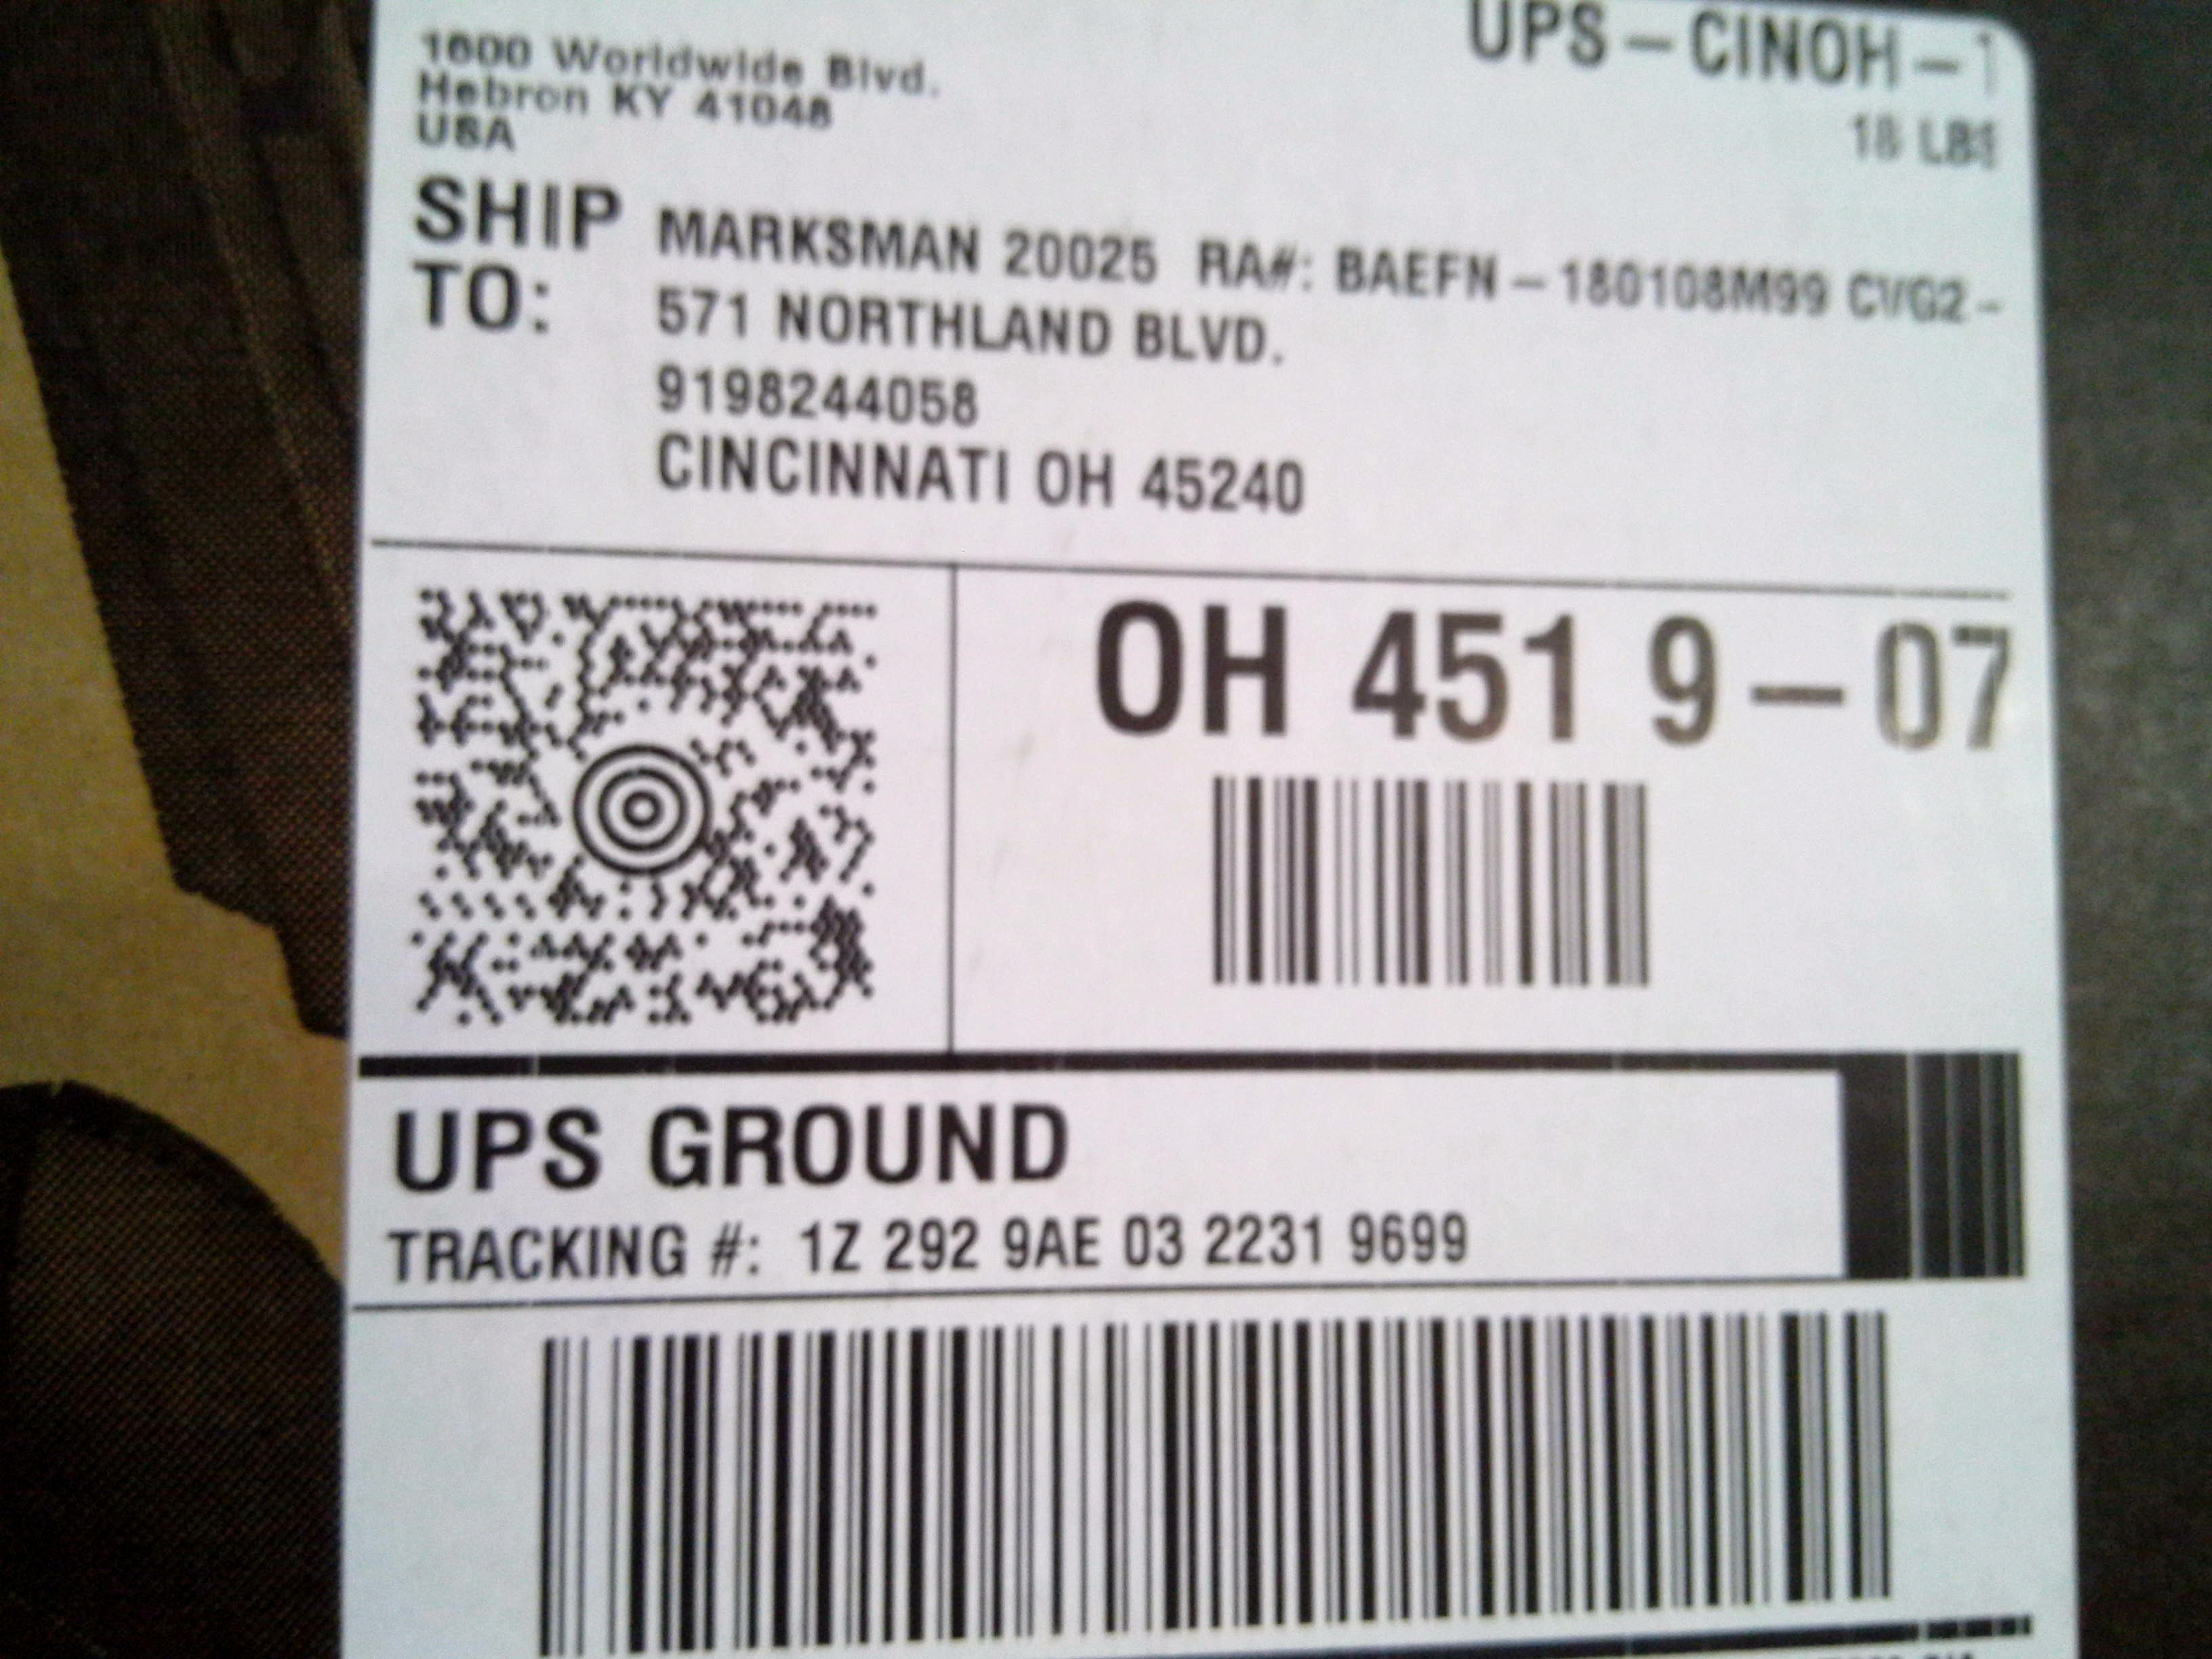 1600 Worldwide Blvd.
Hebron KY 41048
USA
UPS - CINOH - 1
18 LBS
SHIP TO:
MARKSMAN 20025 RA#: BAEFN - 180108M99 CVG2 -
571 NORTHLAND BLVD.
9198244058
CINCINNATI OH 45240
OH 451 9 - 07
UPS GROUND
TRACKING #: 1Z 292 9AE 03 2231 9699